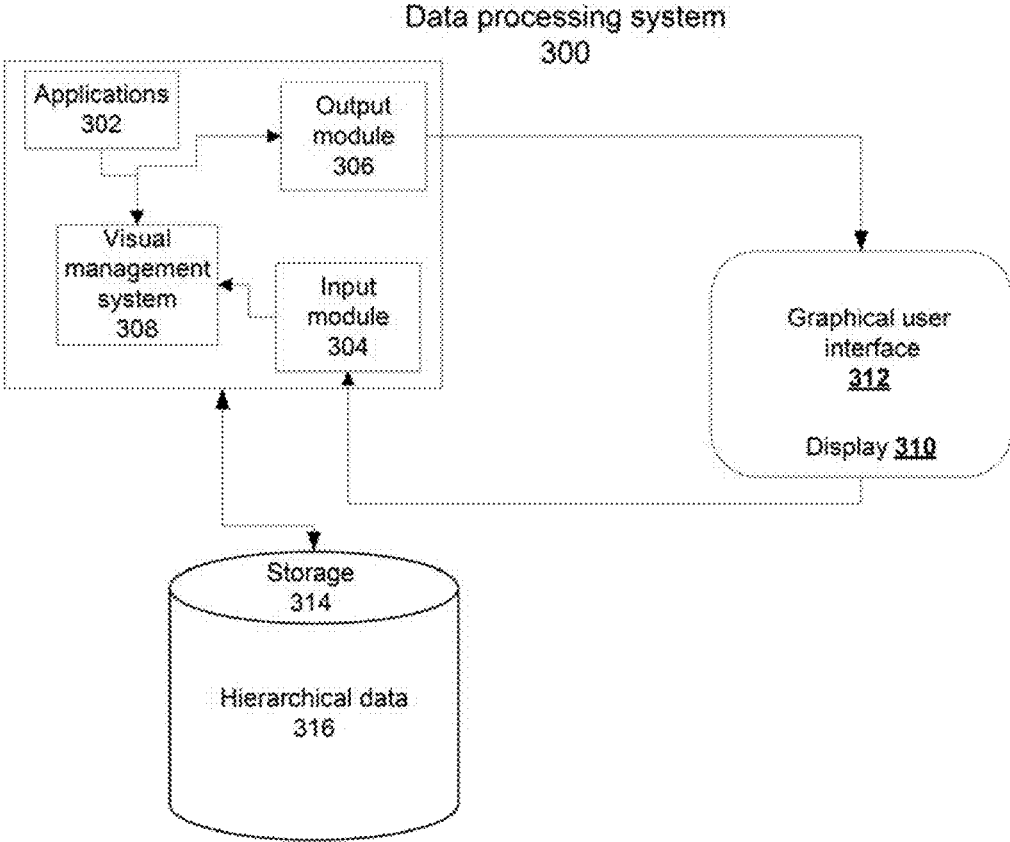 Data processing system
300
Applications
302
Output
module
306
Visual
management
system
308
Input
module
304
Graphical user
interface
312
Display 310
Storage
314
Hierarchical data
316